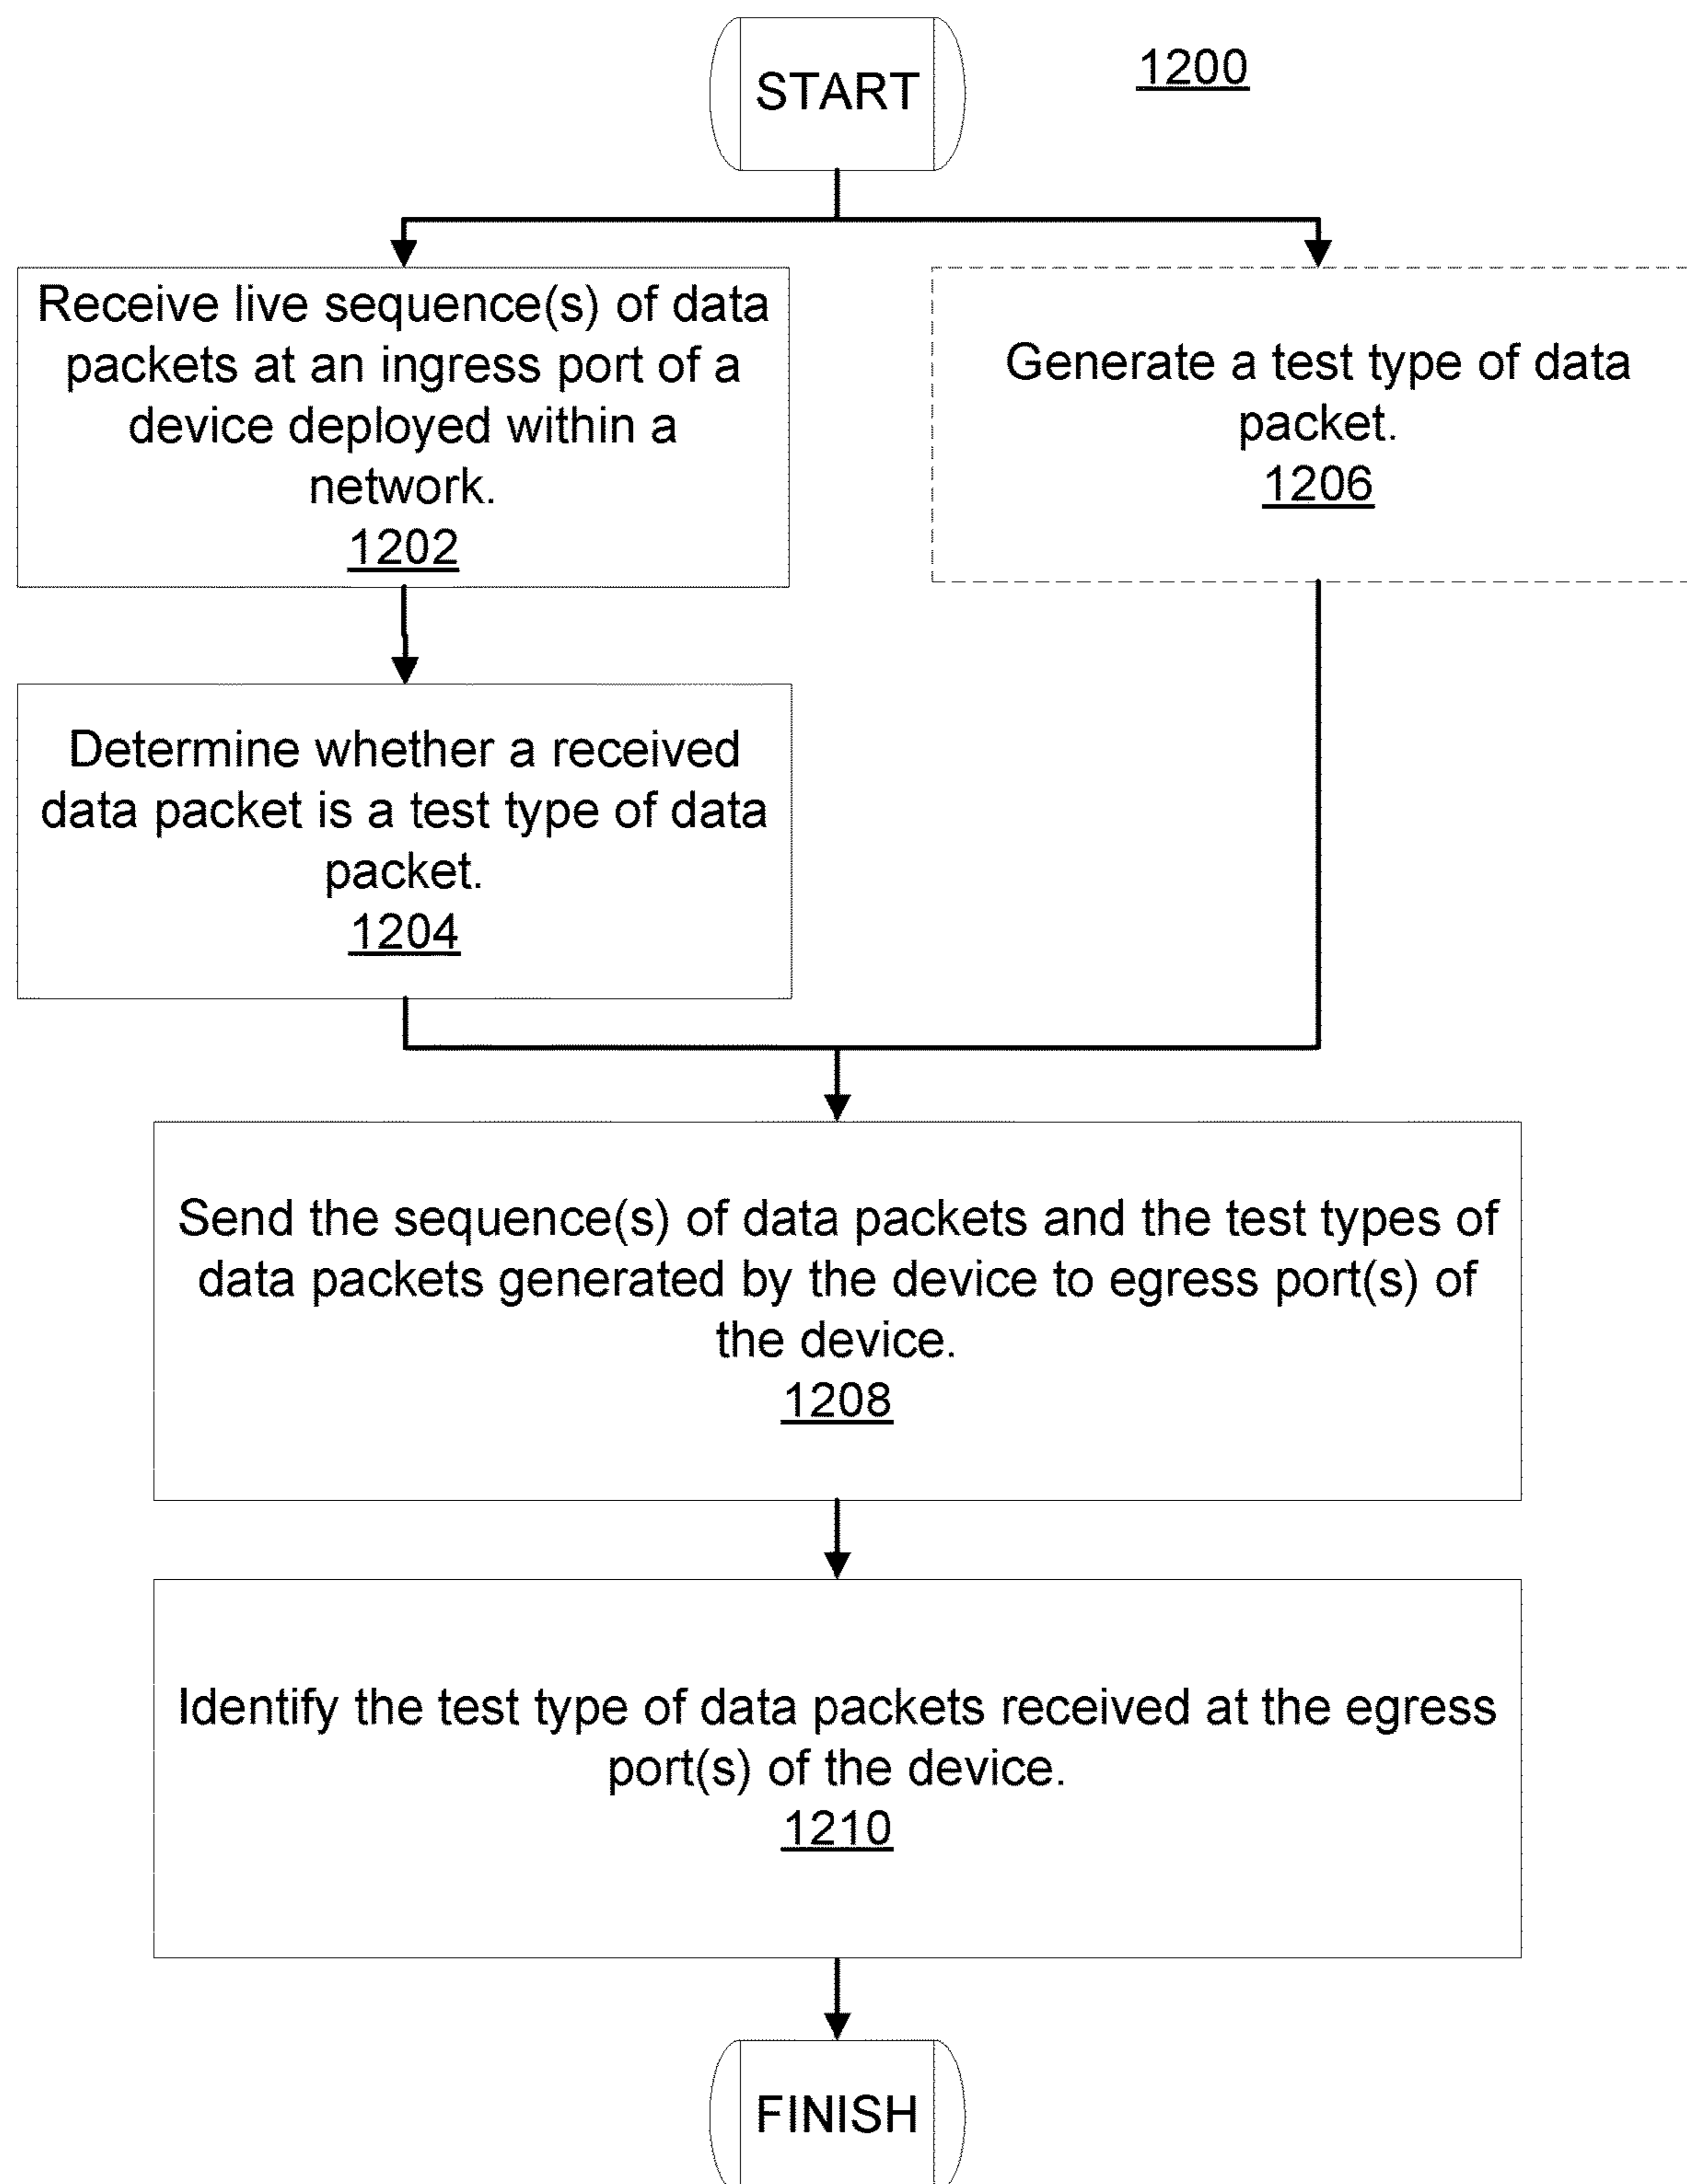 START
1200
Receive live sequence(s) of data
packets at an ingress port of a
device deployed within a
network.
1202
Generate a test type of data
packet.
1206
Determine whether a received
data packet is a test type of data
packet.
1204
Send the sequence(s) of data packets and the test types of
data packets generated by the device to egress port(s) of
the device.
1208
Identify the test type of data packets received at the egress
port(s) of the device.
1210
FINISH